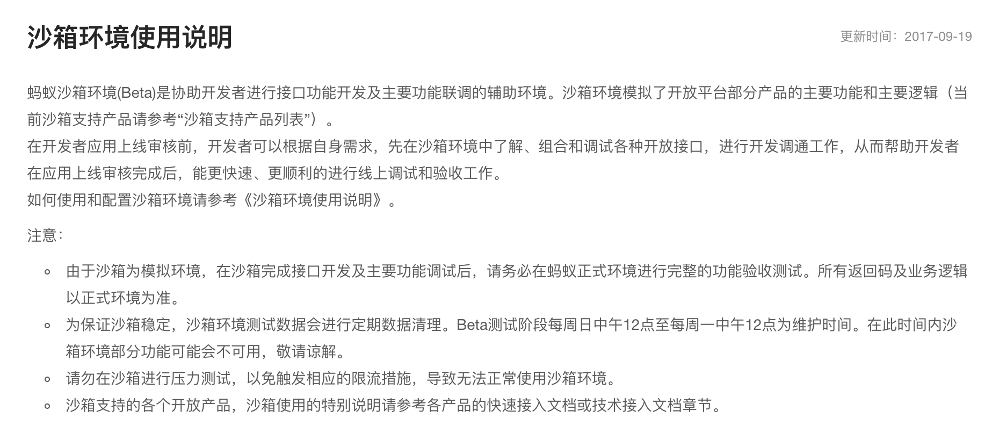 沙箱环境使用说明
更新时间：2017-09-19
蚂蚁沙箱环境(Beta)是协助开发者进行接口功能开发及主要功能联调的辅助环境。沙箱环境模拟了开放平台部分产品的主要功能和主要逻辑（当
前沙箱支持产品请参考“沙箱支持产品列表”）。
在开发者应用上线审核前，开发者可以根据自身需求，先在沙箱环境中了解、组合和调试各种开放接口，进行开发调通工作，从而帮助开发者
在应用上线审核完成后，能更快速、更顺利的进行线上调试和验收工作。
如何使用和配置沙箱环境请参考《沙箱环境使用说明》。
注意：
由于沙箱为模拟环境，在沙箱完成接口开发及主要功能调试后，请务必在蚂蚁正式环境进行完整的功能验收测试。所有返回码及业务逻辑
以正式环境为准。
为保证沙箱稳定，沙箱环境测试数据会进行定期数据清理。Beta测试阶段每周日中午12点至每周一中午12点为维护时间。在此时间内沙
箱环境部分功能可能会不可用，敬请谅解。
请勿在沙箱进行压力测试，以免触发相应的限流措施，导致无法正常使用沙箱环境。
沙箱支持的各个开放产品，沙箱使用的特别说明请参考各产品的快速接入文档或技术接入文档章节。